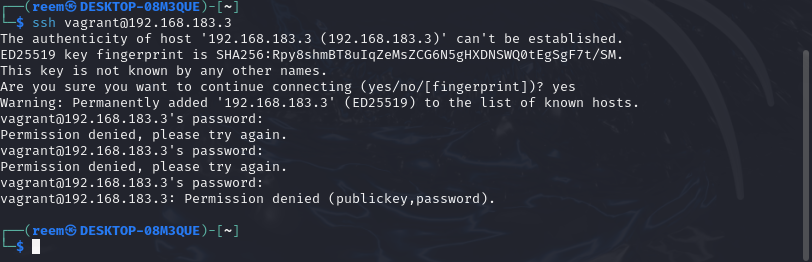 ┌──(reem㉿DESKTOP-08M3QUE)-[~]
└─$ ssh vagrant@192.168.183.3
The authenticity of host '192.168.183.3 (192.168.183.3)' can't be established.
ED25519 key fingerprint is SHA256:Rpy8shmBT8uIqZeMsZCG6N5gHXDNSWQ0tEgSgF7t/SM.
This key is not known by any other names.
Are you sure you want to continue connecting (yes/no/[fingerprint])? yes
Warning: Permanently added '192.168.183.3' (ED25519) to the list of known hosts.
vagrant@192.168.183.3's password:
Permission denied, please try again.
vagrant@192.168.183.3's password:
Permission denied, please try again.
vagrant@192.168.183.3's password:
vagrant@192.168.183.3: Permission denied (publickey,password).
┌──(reem㉿DESKTOP-08M3QUE)-[~]
└─$